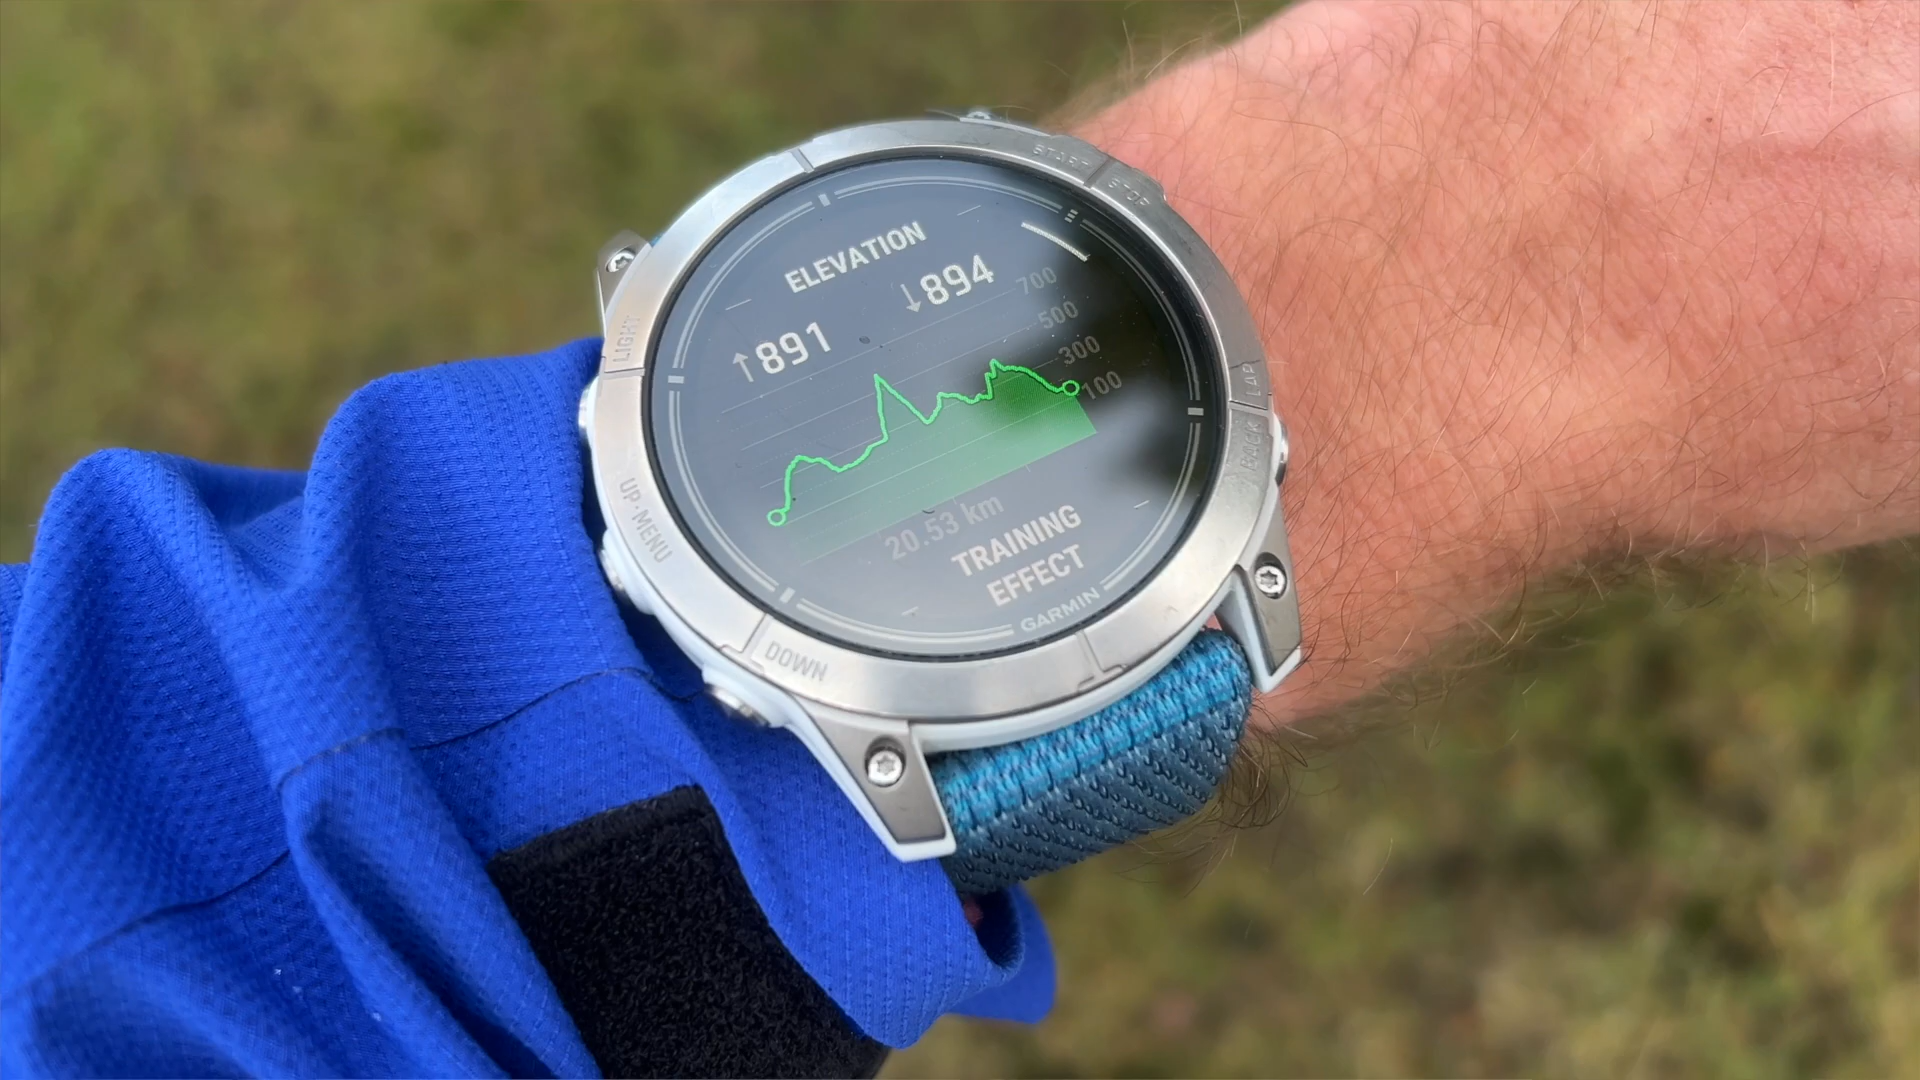 START
STOP
ELEVATION
↓894
↑891
700
500
300
100
LIGHT
LAP
BACK
UP·MENU
20.53 km
TRAINING
EFFECT
GARMIN
DOWN